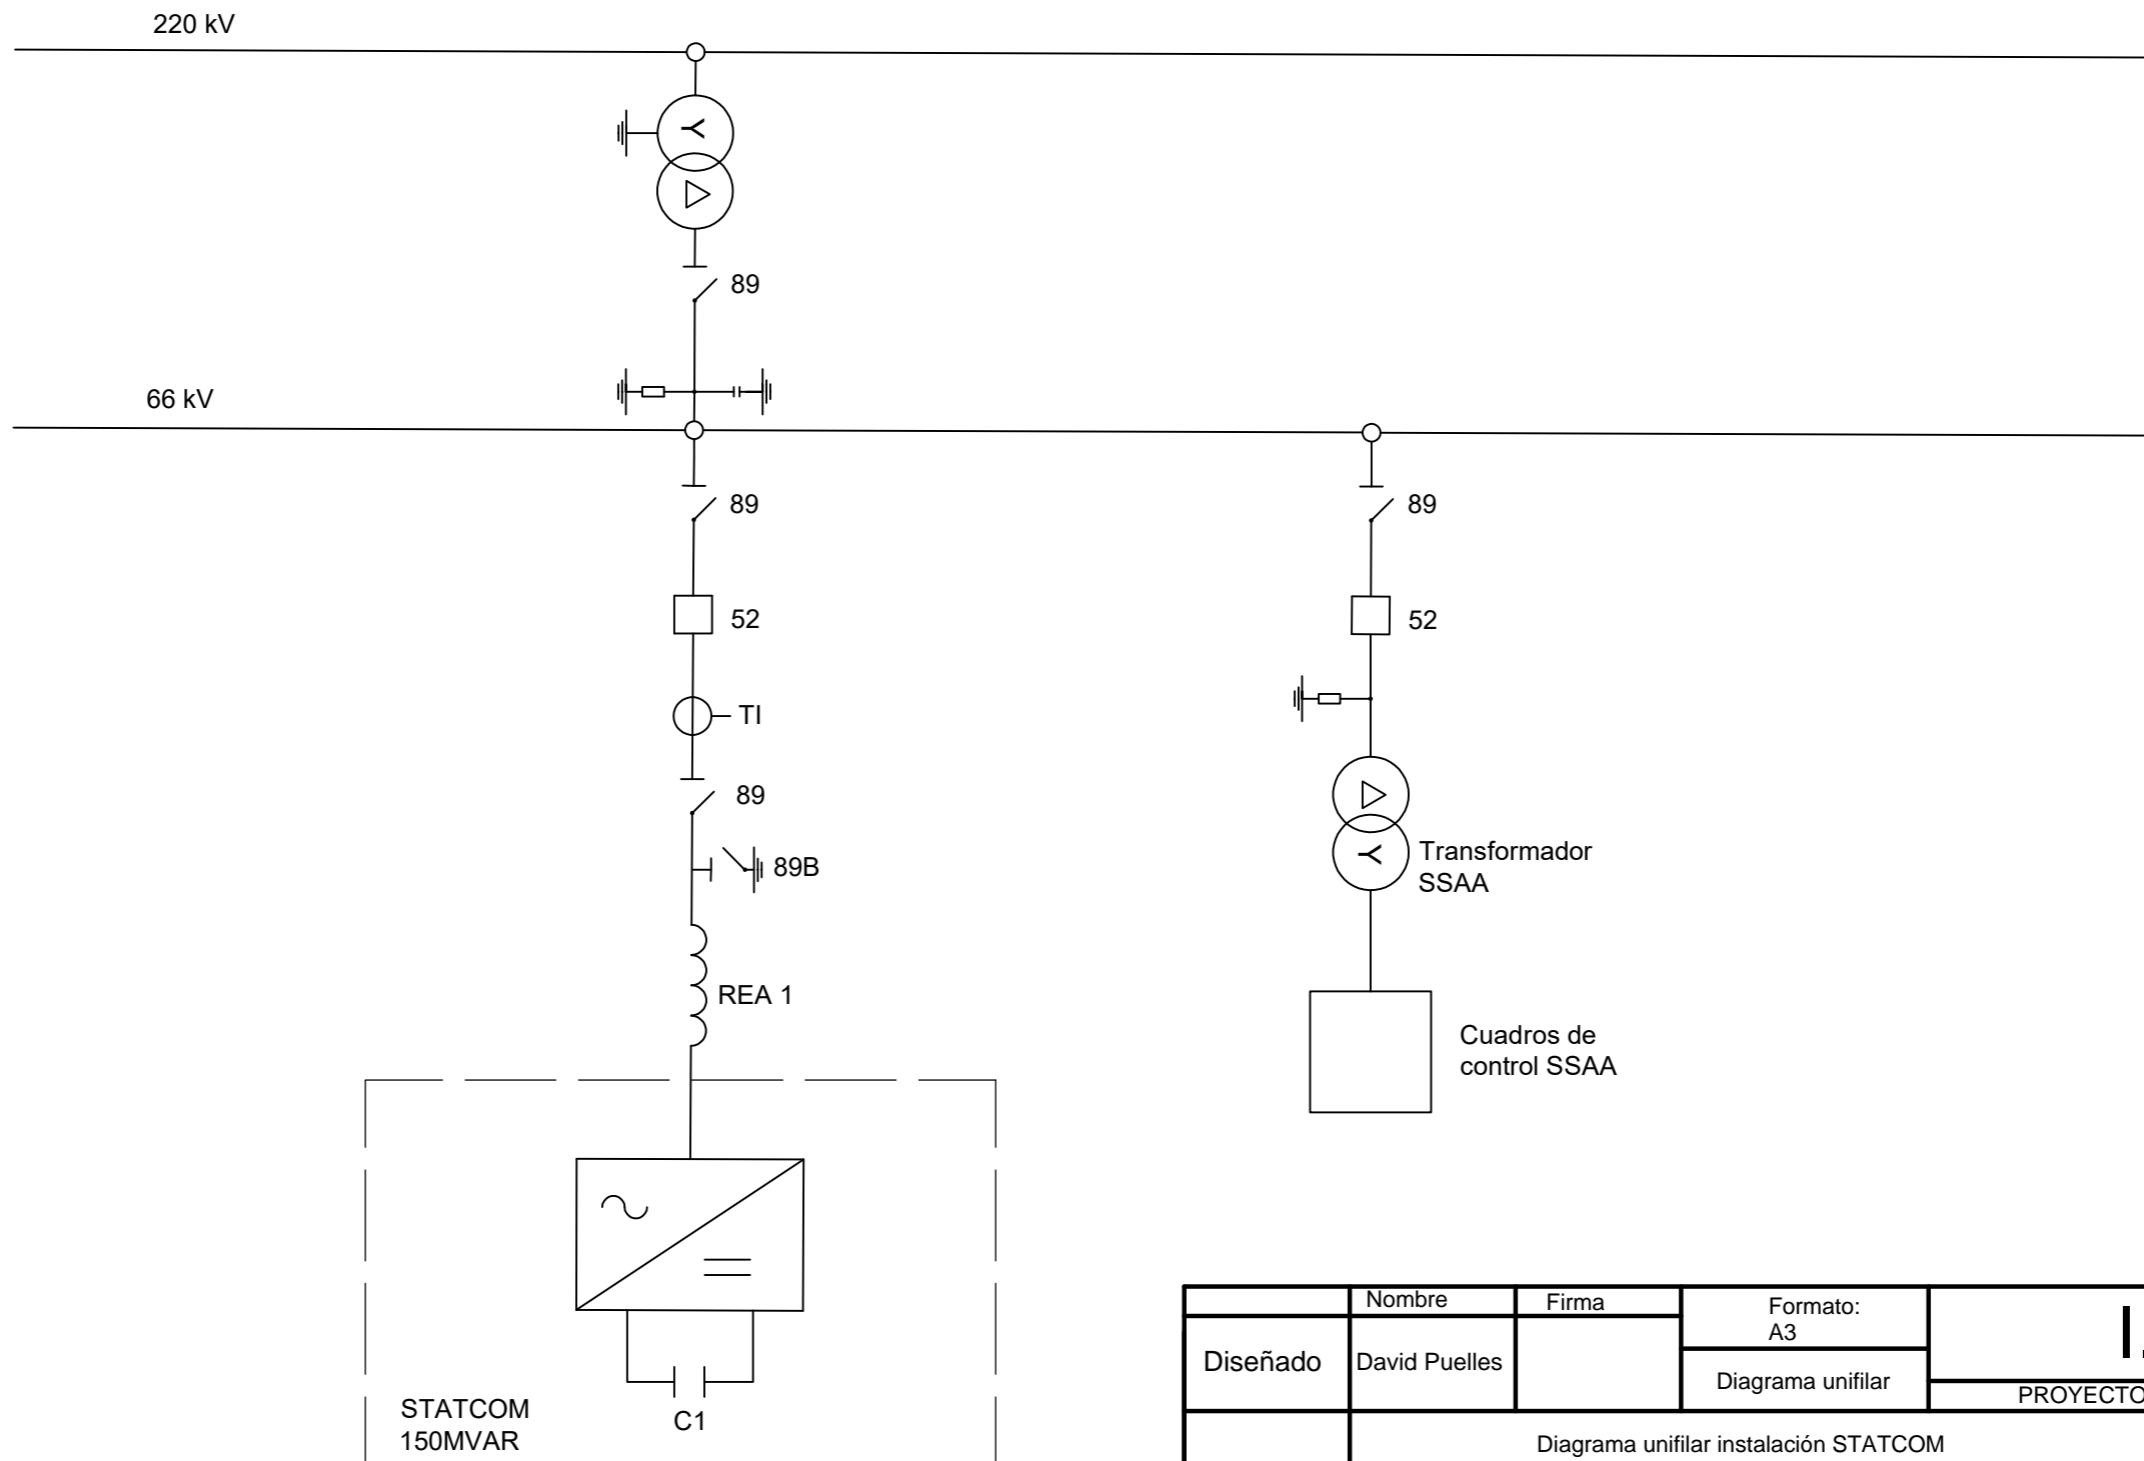 220 kV
Y
89
66 kV
89
89
52
52
TI
89
89B
Y
Transformador
SSAA
REA 1
Cuadros de
control SSAA
STATCOM
150MVAR
C1
Nombre
Firma
Formato:
A3
Diseñado
David Puelles
Diagrama unifilar
PROYECTO
Diagrama unifilar instalación STATCOM